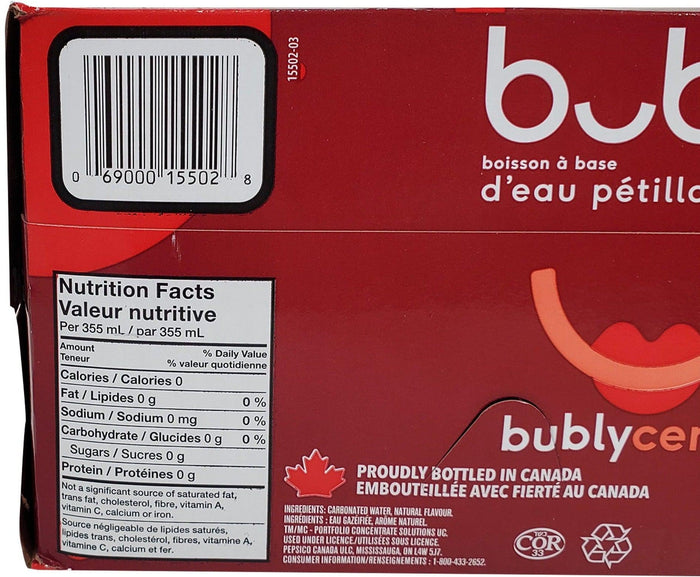 0 69000 15502 8
15502-03
bub
boisson à base
d'eau pétill
Nutrition Facts
Valeur nutritive
Per 355 mL / par 355 mL
Amount
Teneur
% Daily Value
% valeur quotidienne
Calories / Calories 0
Fat / Lipides 0 g 0 %
Sodium / Sodium 0 mg 0 %
Carbohydrate / Glucides 0 g 0 %
Sugars / Sucres 0 g
Protein / Protéines 0 g
Not a significant source of saturated fat,
trans fat, cholesterol, fibre, vitamin A,
vitamin C, calcium or iron.
Source négligeable de lipides saturés,
lipides trans, cholestérol, fibres, vitamine A,
vitamine C, calcium et fer.
bublycer
PROUDLY BOTTLED IN CANADA
EMBOUTEILLÉE AVEC FIERTÉ AU CANADA
INGREDIENTS: CARBONATED WATER, NATURAL FLAVOUR.
INGRÉDIENTS : EAU GAZÉIFIÉE, ARÔME NATUREL.
TM/MC - PORTFOLIO CONCENTRATE SOLUTIONS UC.
USED UNDER LICENCE/UTILISÉES SOUS LICENCE.
PEPSICO CANADA ULC, MISSISSAUGA, ON L4W 5J7.
CONSUMER INFORMATION/RENSEIGNEMENTS : 1-800-433-2652.
COR
33